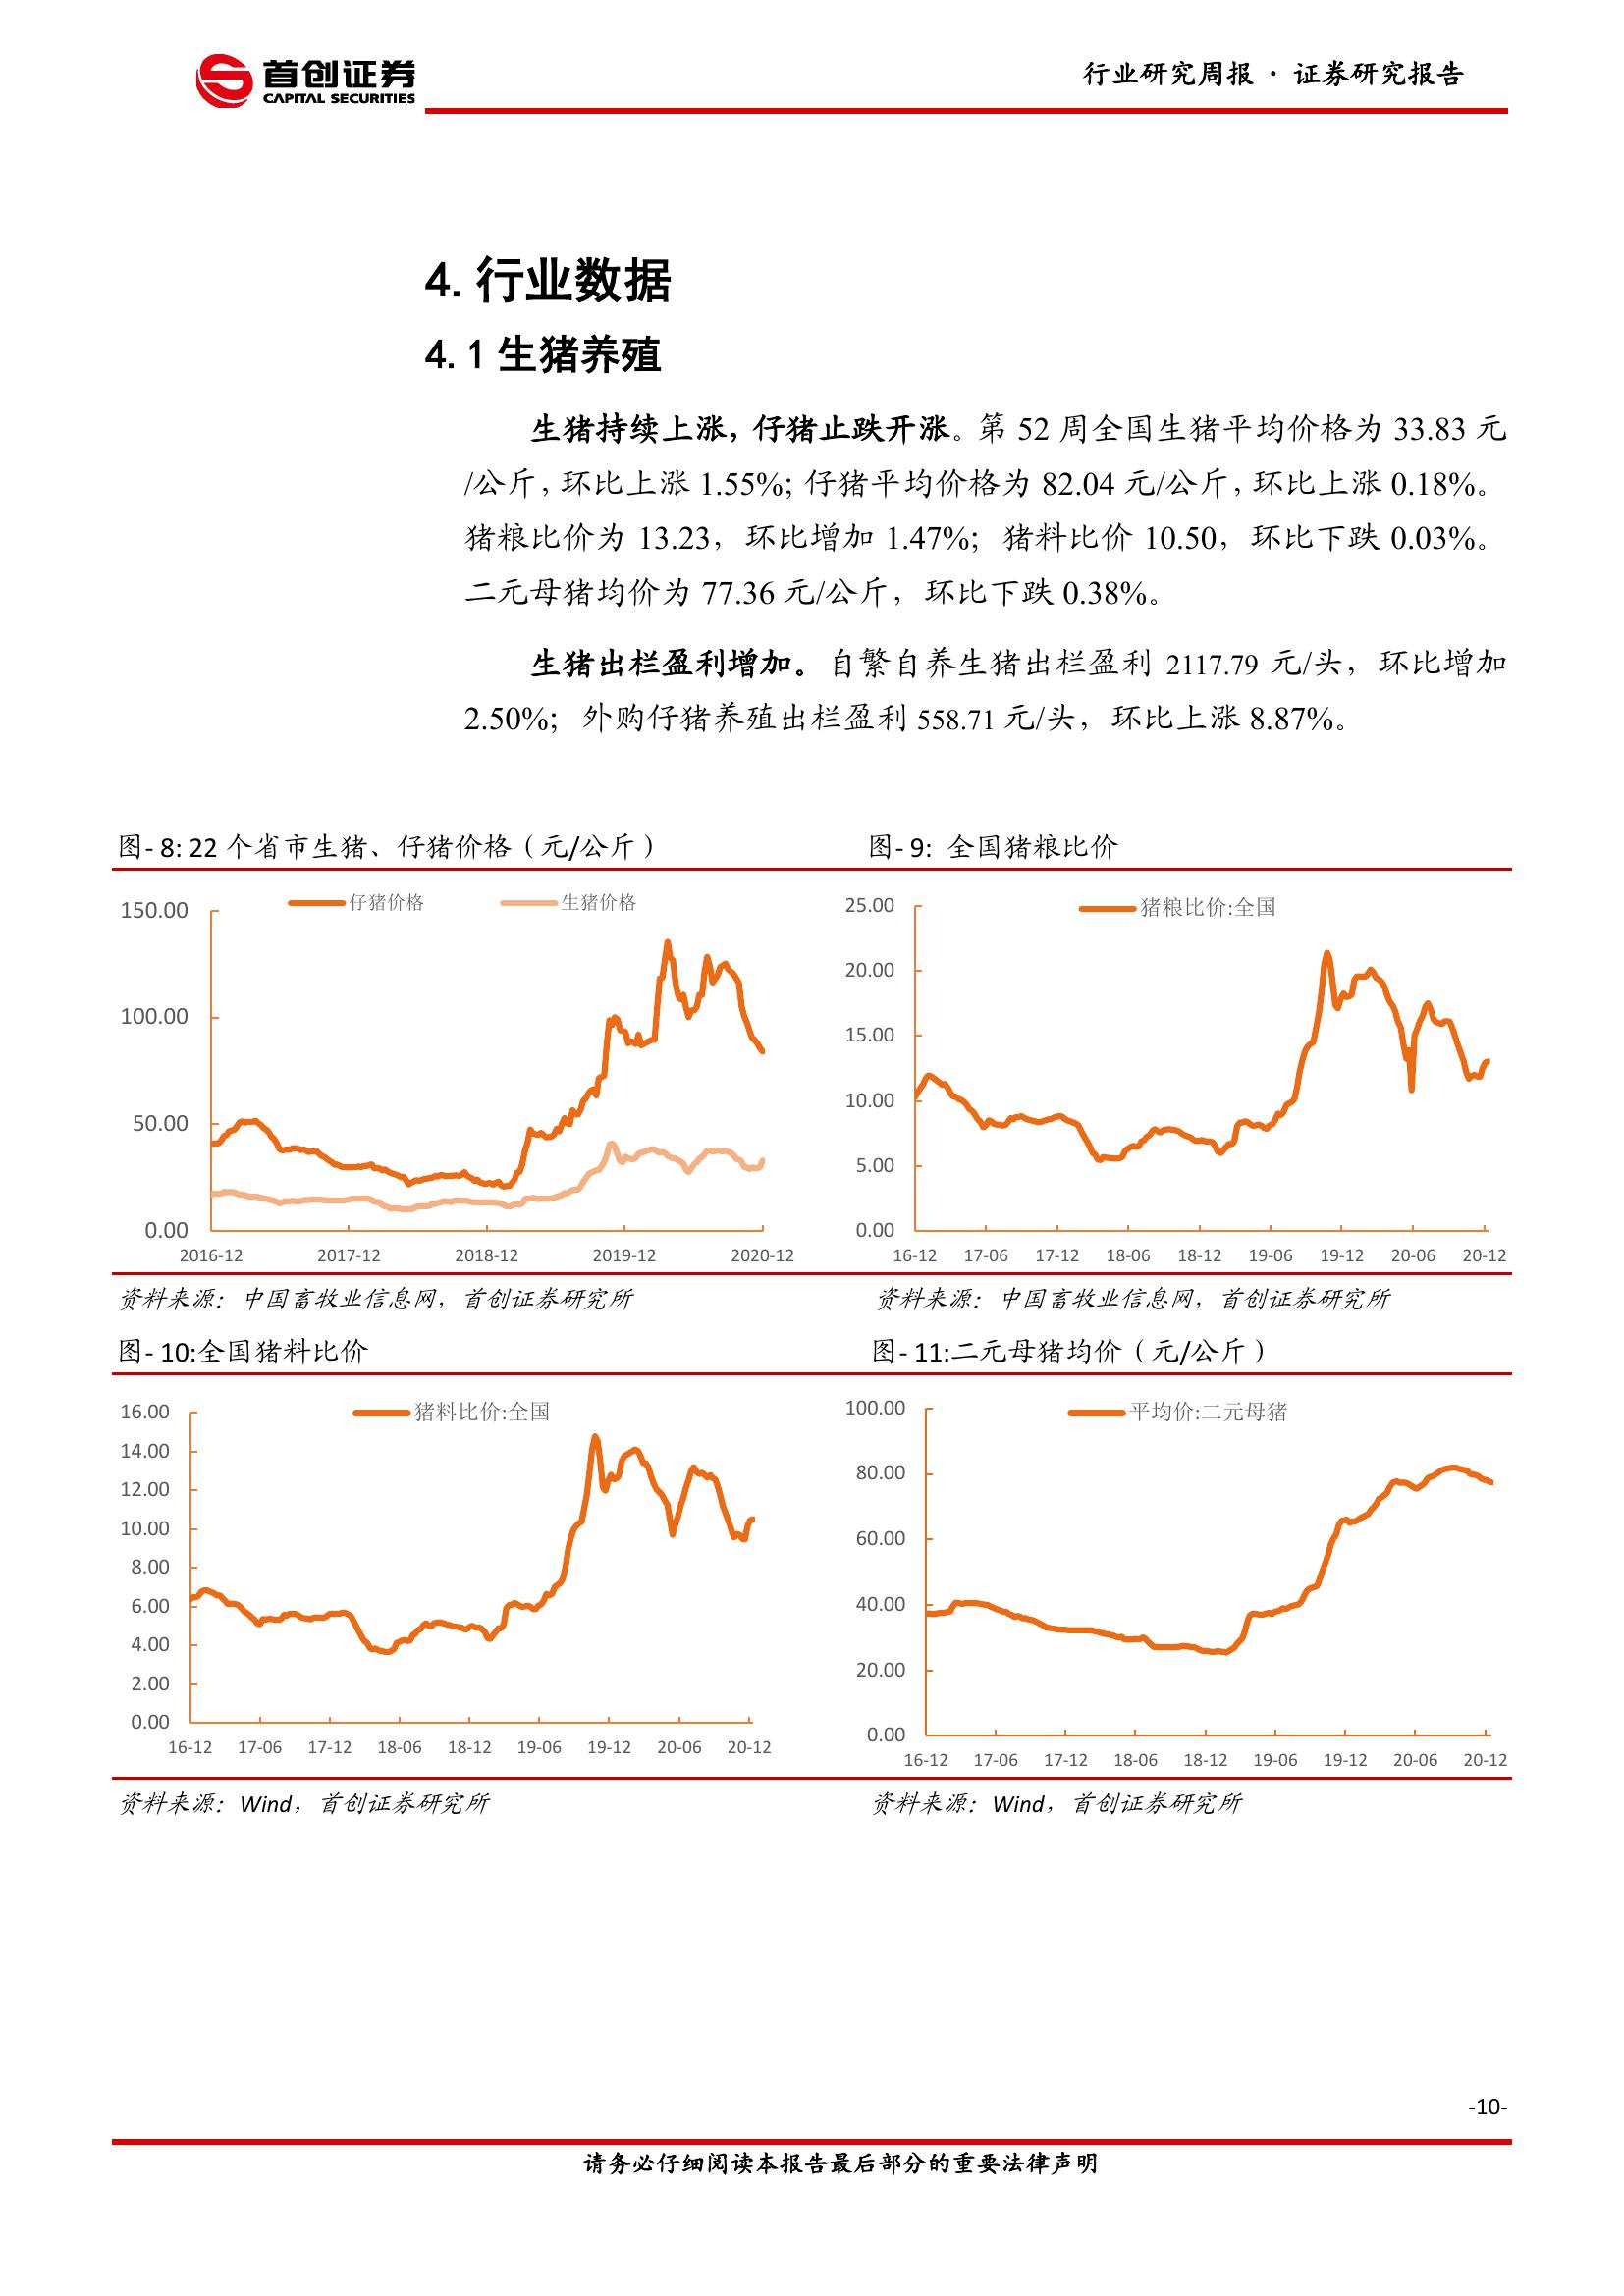 首创证券
CAPITAL SECURITIES
行业研究周报 · 证券研究报告
4. 行业数据
4.1 生猪养殖
生猪持续上涨，仔猪止跌开涨。第 52 周全国生猪平均价格为 33.83 元
/公斤，环比上涨 1.55%；仔猪平均价格为 82.04 元/公斤，环比上涨 0.18%。
猪粮比价为 13.23，环比增加 1.47%；猪料比价 10.50，环比下跌 0.03%。
二元母猪均价为 77.36 元/公斤，环比下跌 0.38%。
生猪出栏盈利增加。自繁自养生猪出栏盈利 2117.79 元/头，环比增加
2.50%；外购仔猪养殖出栏盈利 558.71 元/头，环比上涨 8.87%。
图- 8: 22 个省市生猪、仔猪价格（元/公斤）
仔猪价格 生猪价格
150.00
100.00
50.00
0.00
2016-12 2017-12 2018-12 2019-12 2020-12
资料来源：中国畜牧业信息网，首创证券研究所
图- 9: 全国猪粮比价
猪粮比价:全国
25.00
20.00
15.00
10.00
5.00
0.00
16-12 17-06 17-12 18-06 18-12 19-06 19-12 20-06 20-12
资料来源：中国畜牧业信息网，首创证券研究所
图- 10:全国猪料比价
猪料比价:全国
16.00
14.00
12.00
10.00
8.00
6.00
4.00
2.00
0.00
16-12 17-06 17-12 18-06 18-12 19-06 19-12 20-06 20-12
资料来源：Wind，首创证券研究所
图- 11:二元母猪均价（元/公斤）
平均价:二元母猪
100.00
80.00
60.00
40.00
20.00
0.00
16-12 17-06 17-12 18-06 18-12 19-06 19-12 20-06 20-12
资料来源：Wind，首创证券研究所
-10-
请务必仔细阅读本报告最后部分的重要法律声明